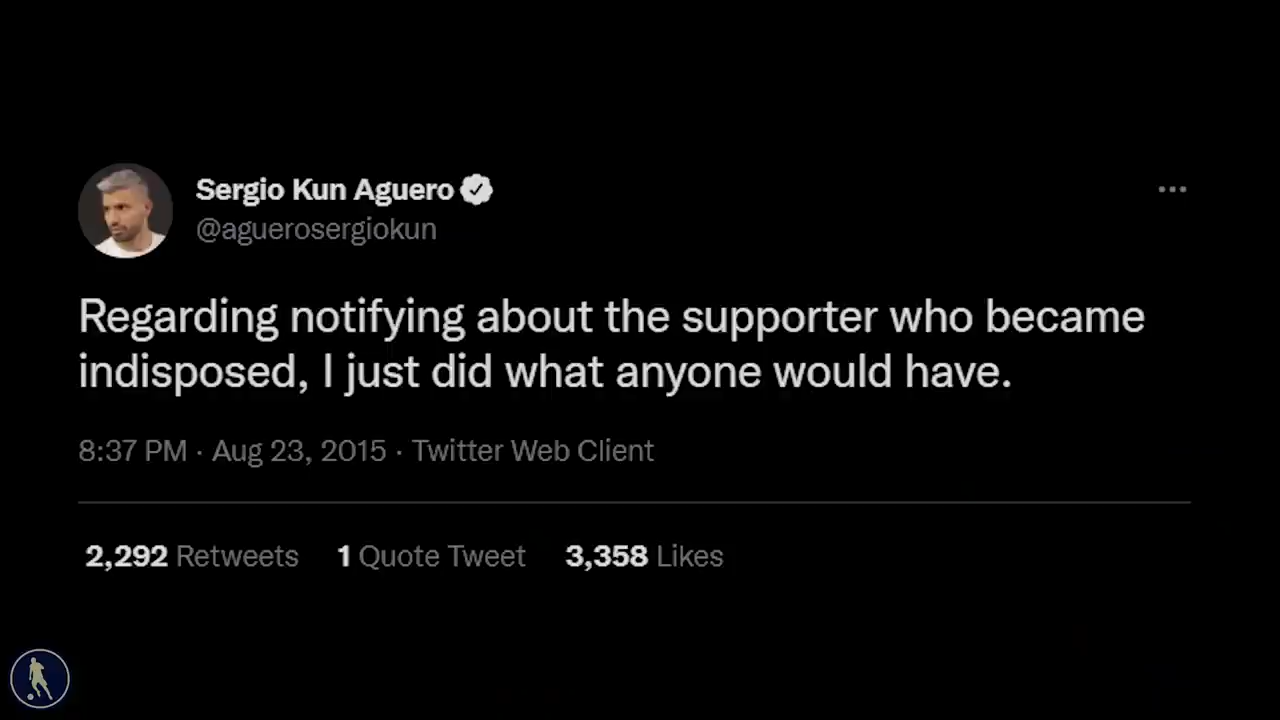 Sergio Kun Aguero
@aguerosergiokun
Regarding notifying about the supporter who became
indisposed, I just did what anyone would have.
8:37 PM · Aug 23, 2015 · Twitter Web Client
2,292 Retweets 1 Quote Tweet 3,358 Likes